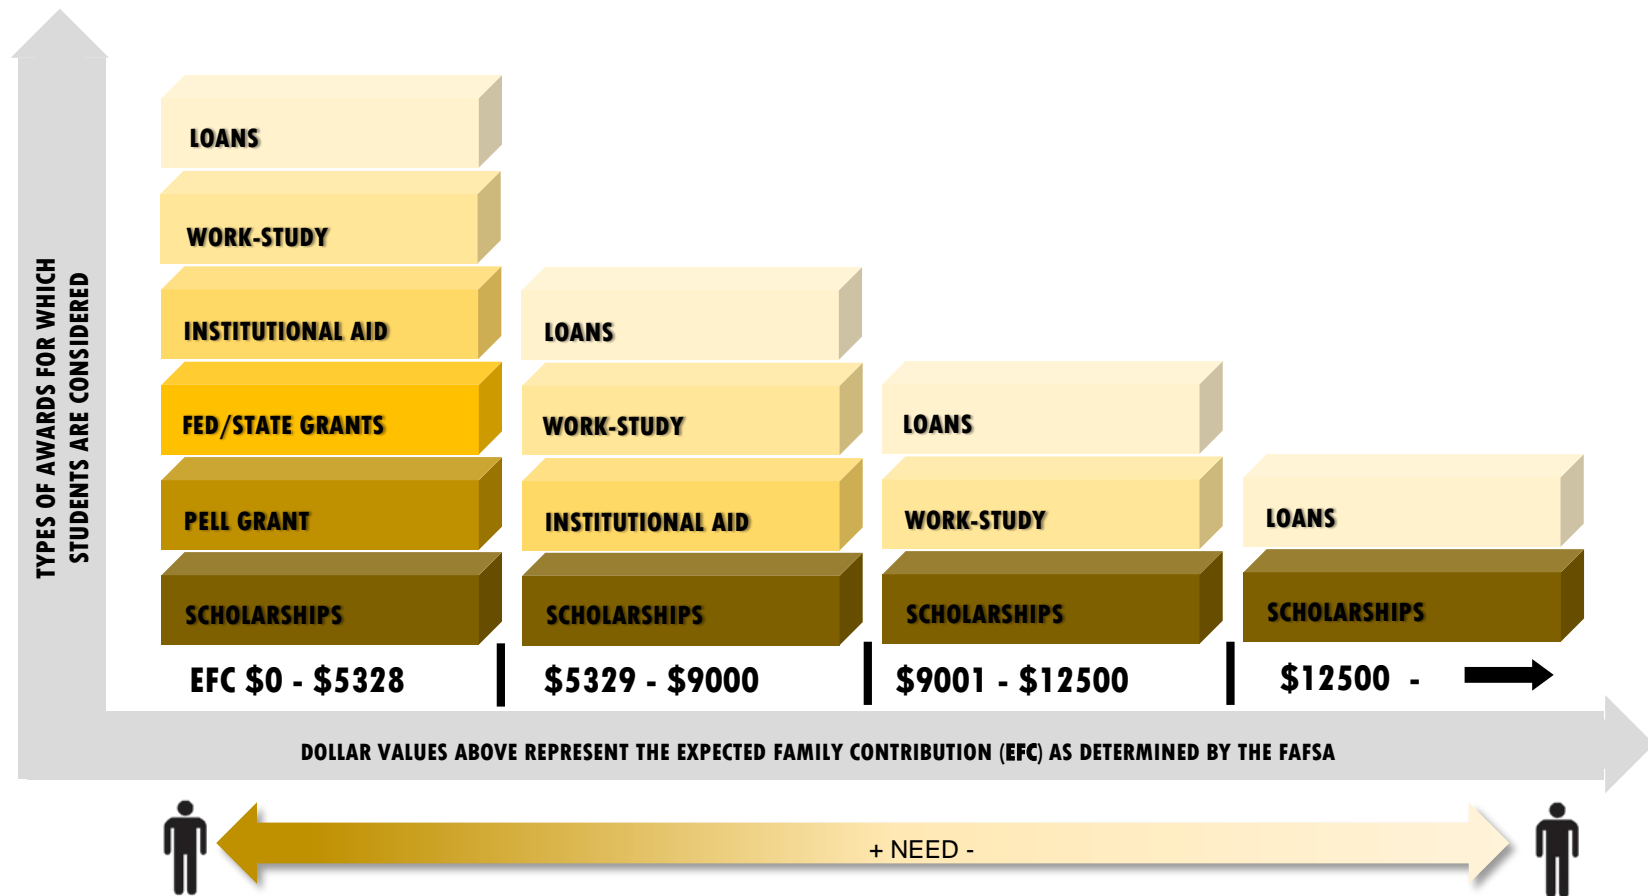 TYPES OF AWARDS FOR WHICH
STUDENTS ARE CONSIDERED
LOANS
WORK-STUDY
INSTITUTIONAL AID
FED/STATE GRANTS
PELL GRANT
SCHOLARSHIPS
EFC $0 - $5328
LOANS
WORK-STUDY
INSTITUTIONAL AID
SCHOLARSHIPS
$5329 - $9000
LOANS
WORK-STUDY
SCHOLARSHIPS
$9001 - $12500
LOANS
SCHOLARSHIPS
$12500 -
DOLLAR VALUES ABOVE REPRESENT THE EXPECTED FAMILY CONTRIBUTION (EFC) AS DETERMINED BY THE FAFSA
+ NEED -